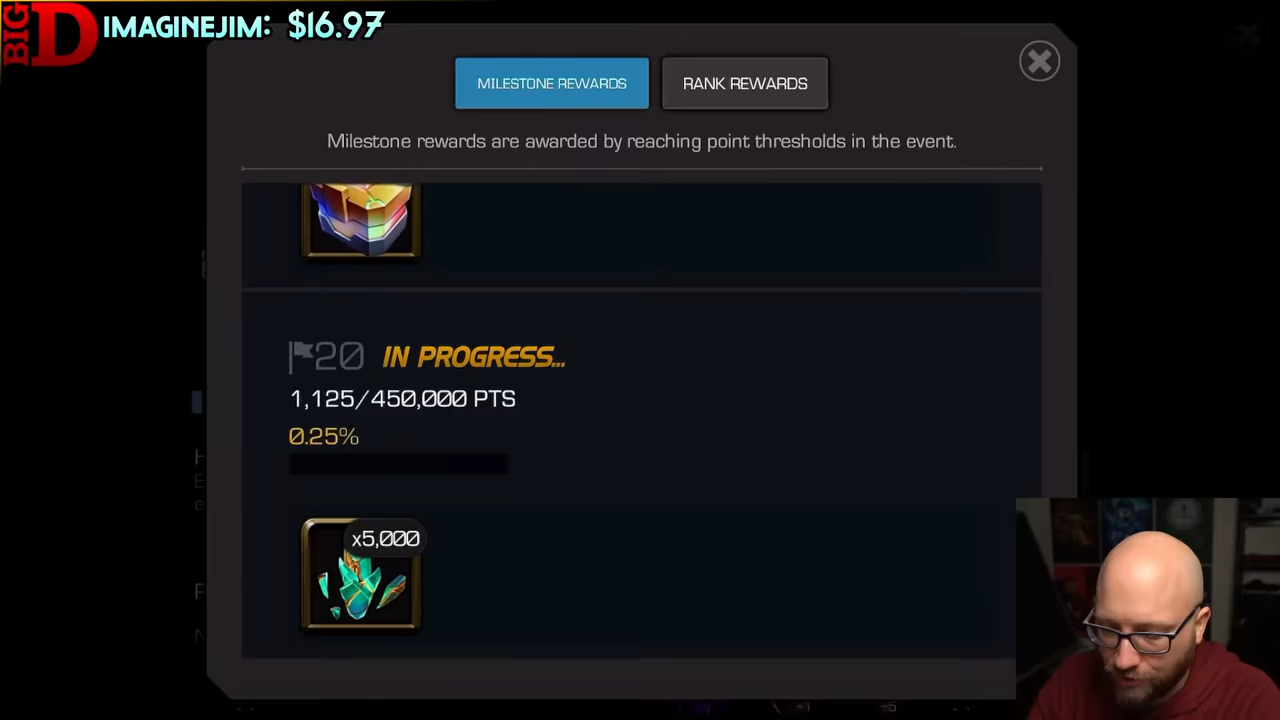 BIG D IMAGINEJIM: $16.97
MILESTONE REWARDS
RANK REWARDS
Milestone rewards are awarded by reaching point thresholds in the event.
20 IN PROGRESS...
1,125/450,000 PTS
0.25%
x5,000